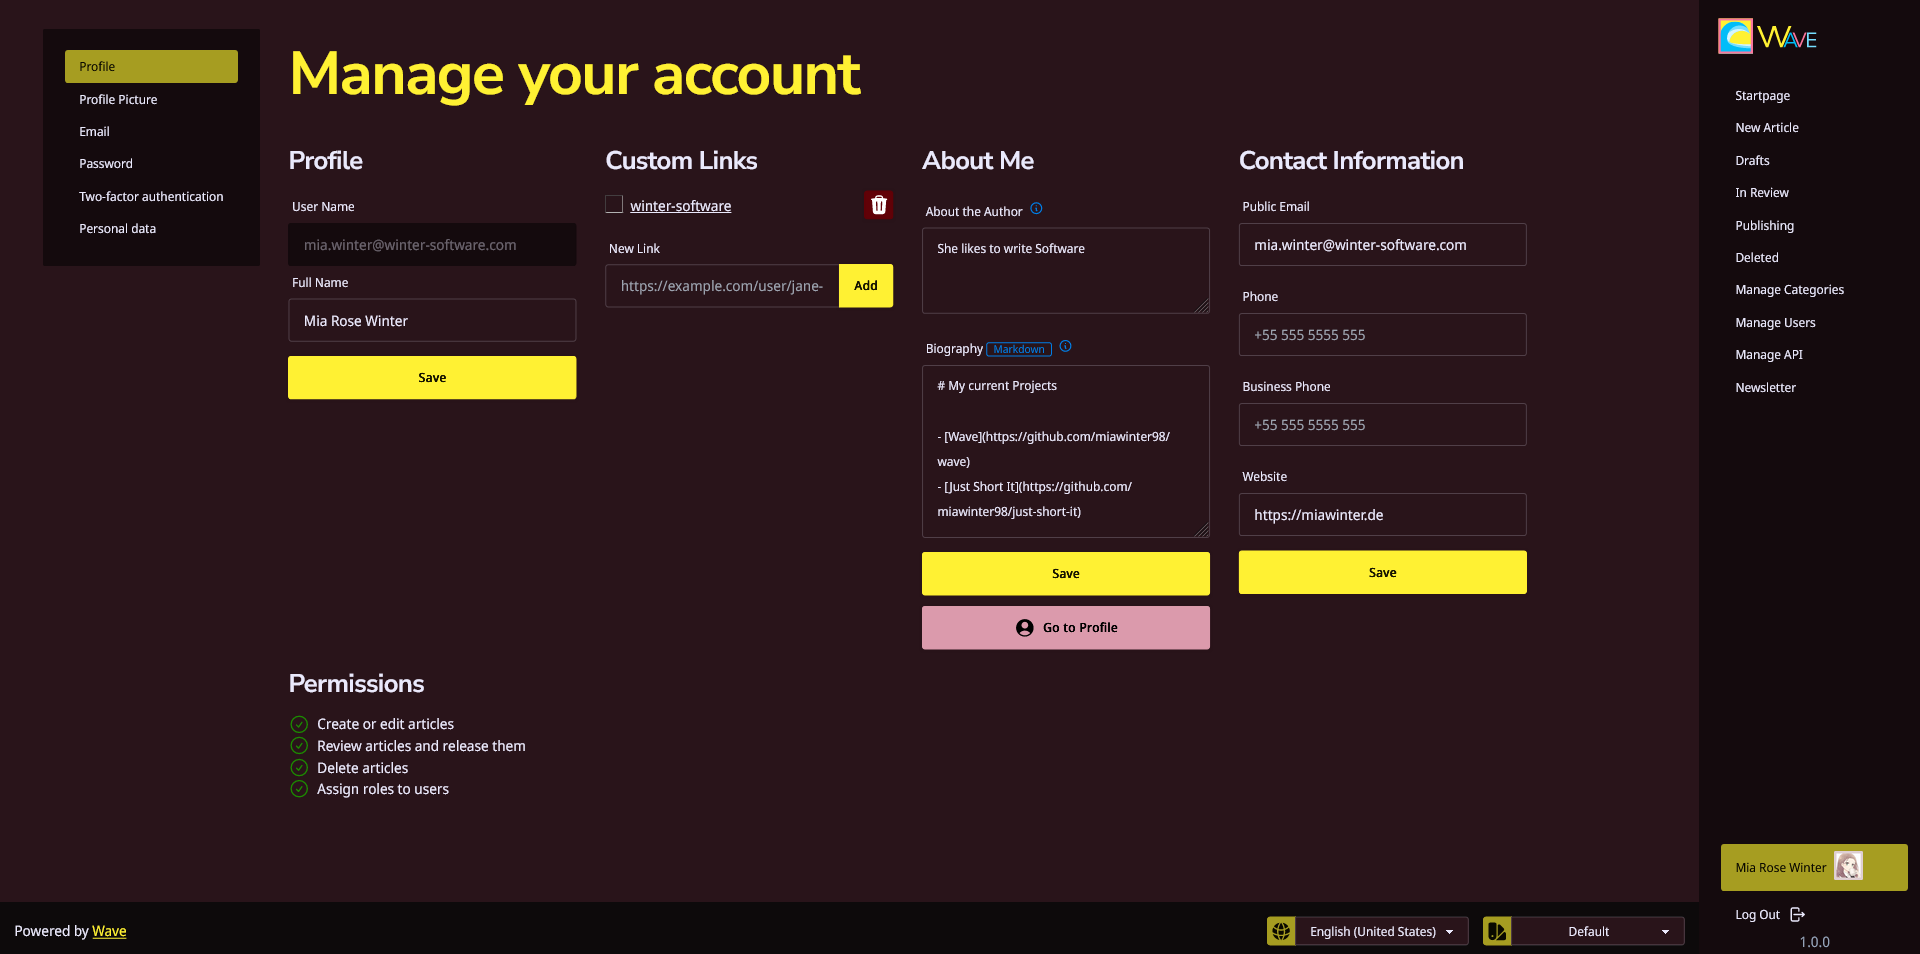 Profile
Profile Picture
Email
Password
Two-factor authentication
Personal data
Manage your account
Profile
User Name
mia.winter@winter-software.com
Full Name
Mia Rose Winter
Save
Custom Links
winter-software
New Link
https://example.com/user/jane-
Add
About Me
About the Author
She likes to write Software
Biography Markdown
# My current Projects
- [Wave](https://github.com/miawinter98/
wave)
- [Just Short It](https://github.com/
miawinter98/just-short-it)
Save
Go to Profile
Contact Information
Public Email
mia.winter@winter-software.com
Phone
+55 555 5555 555
Business Phone
+55 555 5555 555
Website
https://miawinter.de
Save
Permissions
Create or edit articles
Review articles and release them
Delete articles
Assign roles to users
WAVE
Startpage
New Article
Drafts
In Review
Publishing
Deleted
Manage Categories
Manage Users
Manage API
Newsletter
Mia Rose Winter
Log Out
1.0.0
Powered by Wave
English (United States)
Default